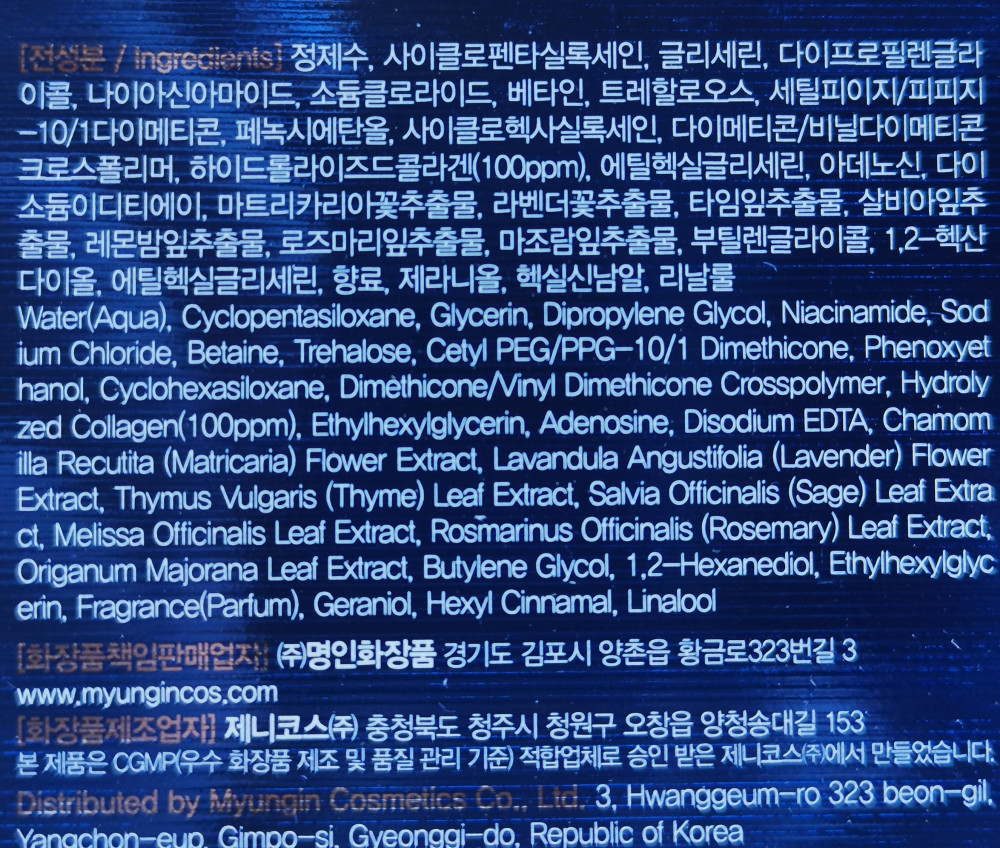 [전성분 / Ingredients] 정제수, 사이클로펜타실록세인, 글리세린, 다이프로필렌글라
이콜, 나이아신아마이드, 소듐클로라이드, 베타인, 트레할로오스, 세틸피이지/피피지
-10/1다이메티콘, 페녹시에탄올, 사이클로헥사실록세인, 다이메티콘/비닐다이메티콘
크로스폴리머, 하이드롤라이즈드콜라겐(100ppm), 에틸헥실글리세린, 아데노신, 다이
소듐이디티에이, 마트리카리아꽃추출물, 라벤더꽃추출물, 타임잎추출물, 살비아잎추
출물, 레몬밤잎추출물, 로즈마리잎추출물, 마조람잎추출물, 부틸렌글라이콜, 1,2-헥산
다이올, 에틸헥실글리세린, 향료, 제라니올, 헥실신남알, 리날룰
Water(Aqua), Cyclopentasiloxane, Glycerin, Dipropylene Glycol, Niacinamide, Sod
ium Chloride, Betaine, Trehalose, Cetyl PEG/PPG-10/1 Dimethicone, Phenoxyet
hanol, Cyclohexasiloxane, Dimethicone/Vinyl Dimethicone Crosspolymer, Hydroly
zed Collagen(100ppm), Ethylhexylglycerin, Adenosine, Disodium EDTA, Chamom
illa Recutita (Matricaria) Flower Extract, Lavandula Angustifolia (Lavender) Flower
Extract, Thymus Vulgaris (Thyme) Leaf Extract, Salvia Officinalis (Sage) Leaf Extra
ct, Melissa Officinalis Leaf Extract, Rosmarinus Officinalis (Rosemary) Leaf Extract,
Origanum Majorana Leaf Extract, Butylene Glycol, 1,2-Hexanediol, Ethylhexylglyc
erin, Fragrance(Parfum), Geraniol, Hexyl Cinnamal, Linalool
[화장품책임판매업자] ㈜명인화장품 경기도 김포시 양촌읍 황금로323번길 3
www.myungincos.com
[화장품제조업자] 제니코스㈜ 충청북도 청주시 청원구 오창읍 양청송대길 153
본 제품은 CGMP(우수 화장품 제조 및 품질 관리 기준) 적합업체로 승인 받은 제니코스㈜에서 만들었습니다.
Distributed by Myungin Cosmetics Co., Ltd. 3, Hwanggeum-ro 323 beon-gil,
Yangchon-eup, Gimpo-si, Gyeonggi-do, Republic of Korea